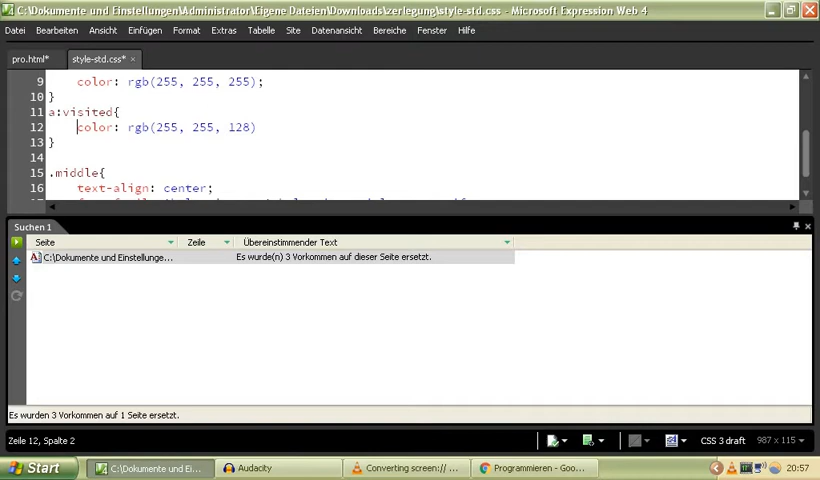 C:\Dokumente und Einstellungen\Administrator\Eigene Dateien\Downloads\zerlegung\style-std.css - Microsoft Expression Web 4
Datei Bearbeiten Ansicht Einfügen Format Extras Tabelle Site Datenansicht Bereiche Fenster Hilfe
pro.html* style-std.css* ×
9 color: rgb(255, 255, 255);
10 }
11 a:visited{
12 color: rgb(255, 255, 128)
13 }
14
15 .middle{
16 text-align: center;
Suchen 1
Seite Zeile Übereinstimmender Text
C:\Dokumente und Einstellunge... Es wurde(n) 3 Vorkommen auf dieser Seite ersetzt.
Es wurden 3 Vorkommen auf 1 Seite ersetzt.
Zeile 12, Spalte 2 CSS 3 draft 987 × 115
Start C:\Dokumente und Ei... Audacity Converting screen:// ... Programmieren - Goo... 20:57